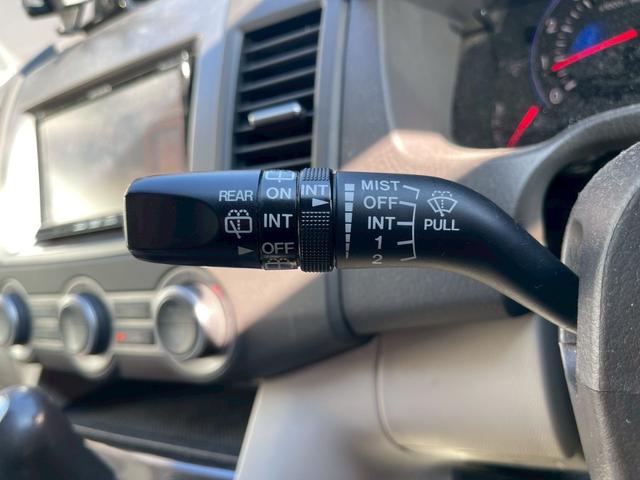 REAR
ON
INT
OFF
INT
MIST
OFF
INT
1
2
PULL